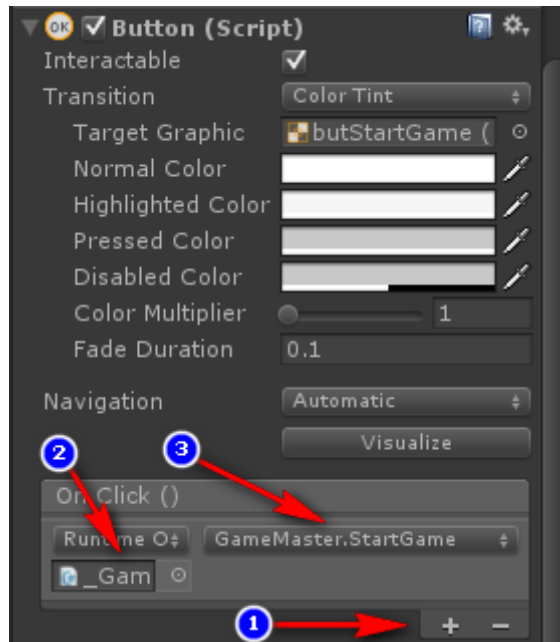 OK Button (Script)
Interactable
Transition Color Tint
Target Graphic butStartGame (
Normal Color
Highlighted Color
Pressed Color
Disabled Color
Color Multiplier 1
Fade Duration 0.1
Navigation Automatic
Visualize
2 3
On Click ()
Runtime O GameMaster.StartGame
_Gam
1 + −